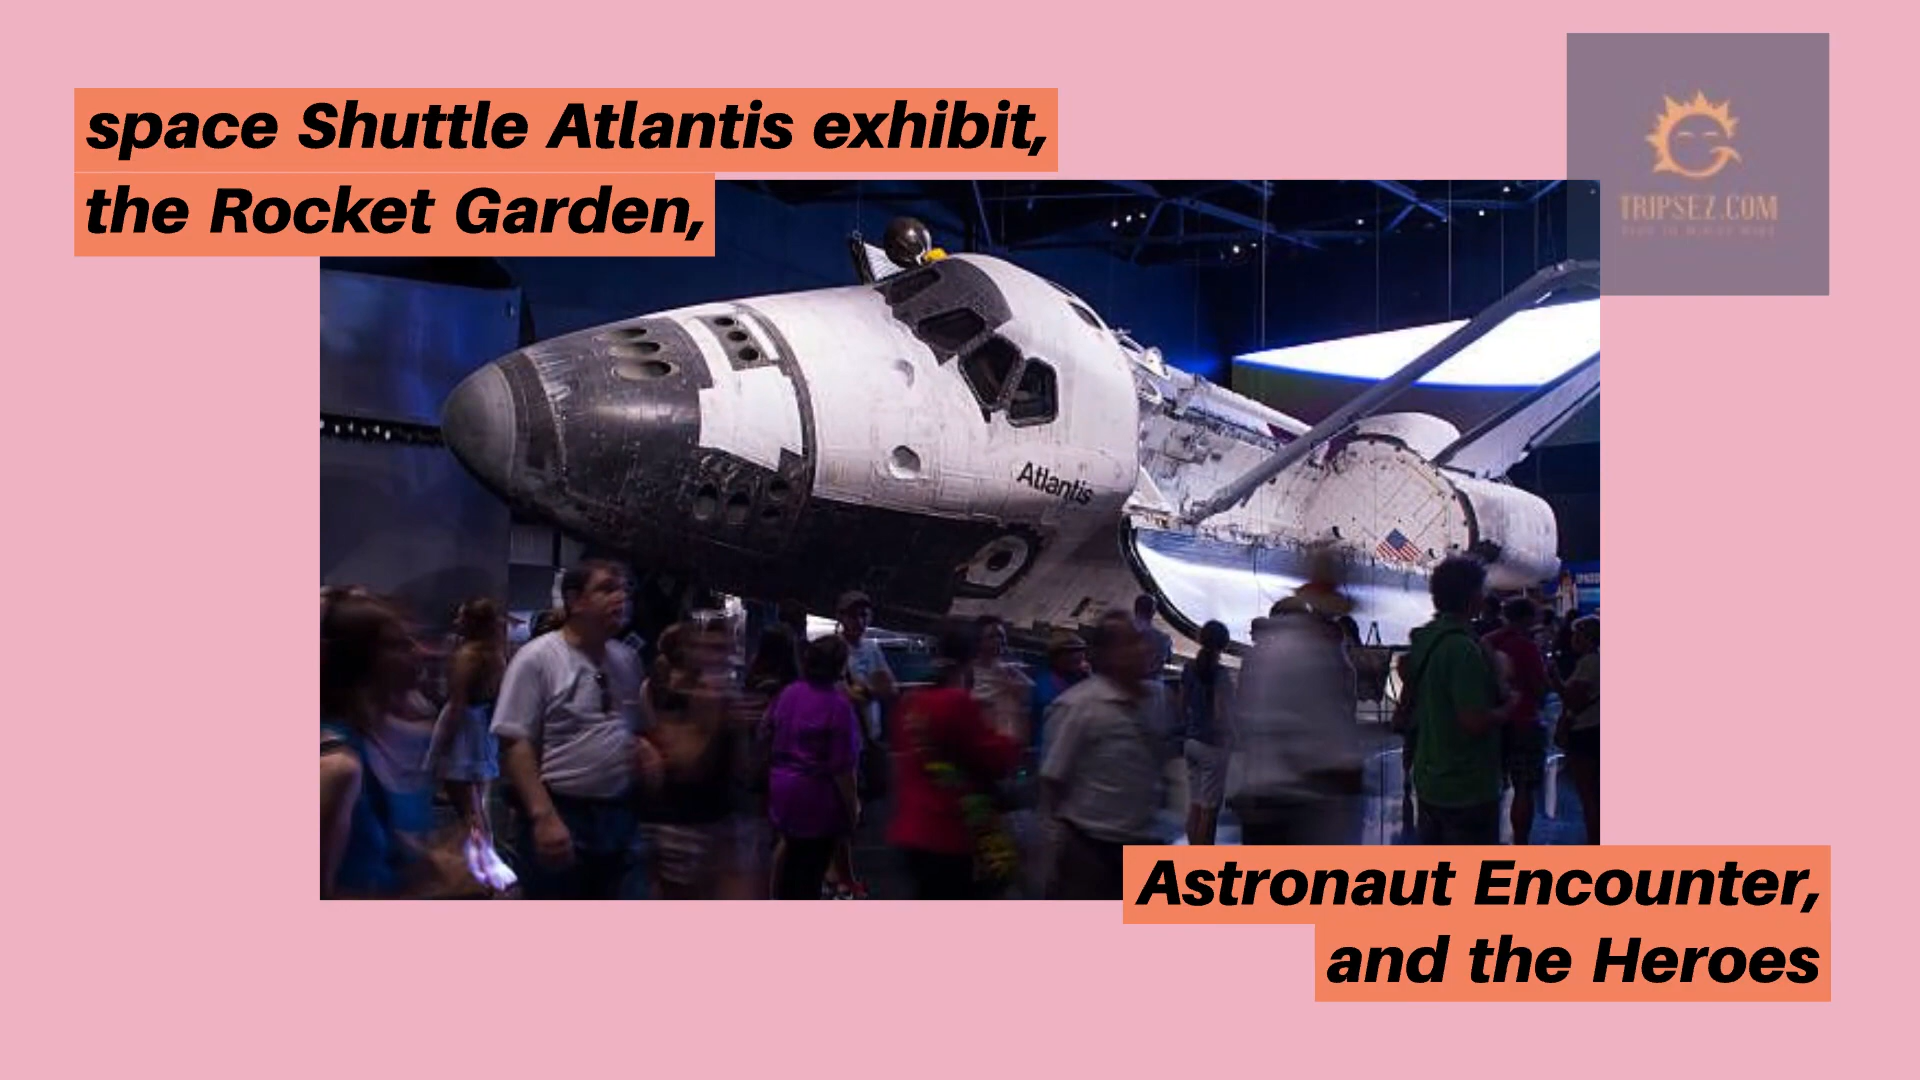 space Shuttle Atlantis exhibit,
the Rocket Garden,
TRIPSEZ.COM
Atlantis
Astronaut Encounter,
and the Heroes